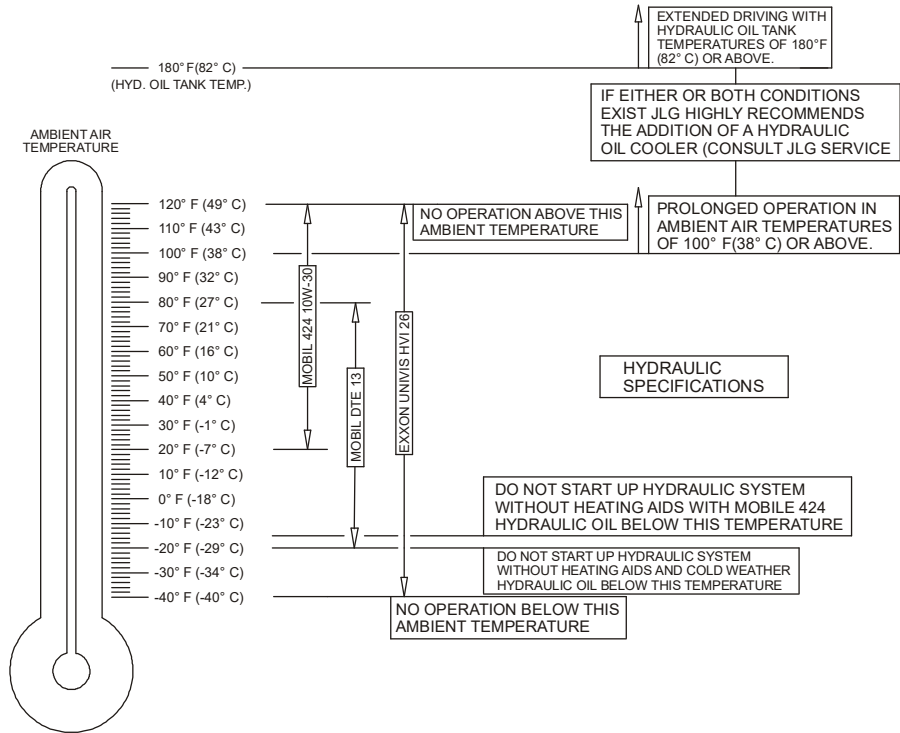 EXTENDED DRIVING WITH
HYDRAULIC OIL TANK
TEMPERATURES OF 180°F
(82° C) OR ABOVE.
180° F(82° C)
(HYD. OIL TANK TEMP.)
IF EITHER OR BOTH CONDITIONS
EXIST JLG HIGHLY RECOMMENDS
THE ADDITION OF A HYDRAULIC
OIL COOLER (CONSULT JLG SERVICE
AMBIENT AIR
TEMPERATURE
120° F (49° C)
110° F (43° C)
100° F (38° C)
90° F (32° C)
80° F (27° C)
70° F (21° C)
60° F (16° C)
50° F (10° C)
40° F (4° C)
30° F (-1° C)
20° F (-7° C)
10° F (-12° C)
0° F (-18° C)
-10° F (-23° C)
-20° F (-29° C)
-30° F (-34° C)
-40° F (-40° C)
MOBIL 424 10W-30
MOBIL DTE 13
EXXON UNIVIS HVI 26
NO OPERATION ABOVE THIS
AMBIENT TEMPERATURE
PROLONGED OPERATION IN
AMBIENT AIR TEMPERATURES
OF 100° F(38° C) OR ABOVE.
HYDRAULIC
SPECIFICATIONS
DO NOT START UP HYDRAULIC SYSTEM
WITHOUT HEATING AIDS WITH MOBILE 424
HYDRAULIC OIL BELOW THIS TEMPERATURE
DO NOT START UP HYDRAULIC SYSTEM
WITHOUT HEATING AIDS AND COLD WEATHER
HYDRAULIC OIL BELOW THIS TEMPERATURE
NO OPERATION BELOW THIS
AMBIENT TEMPERATURE